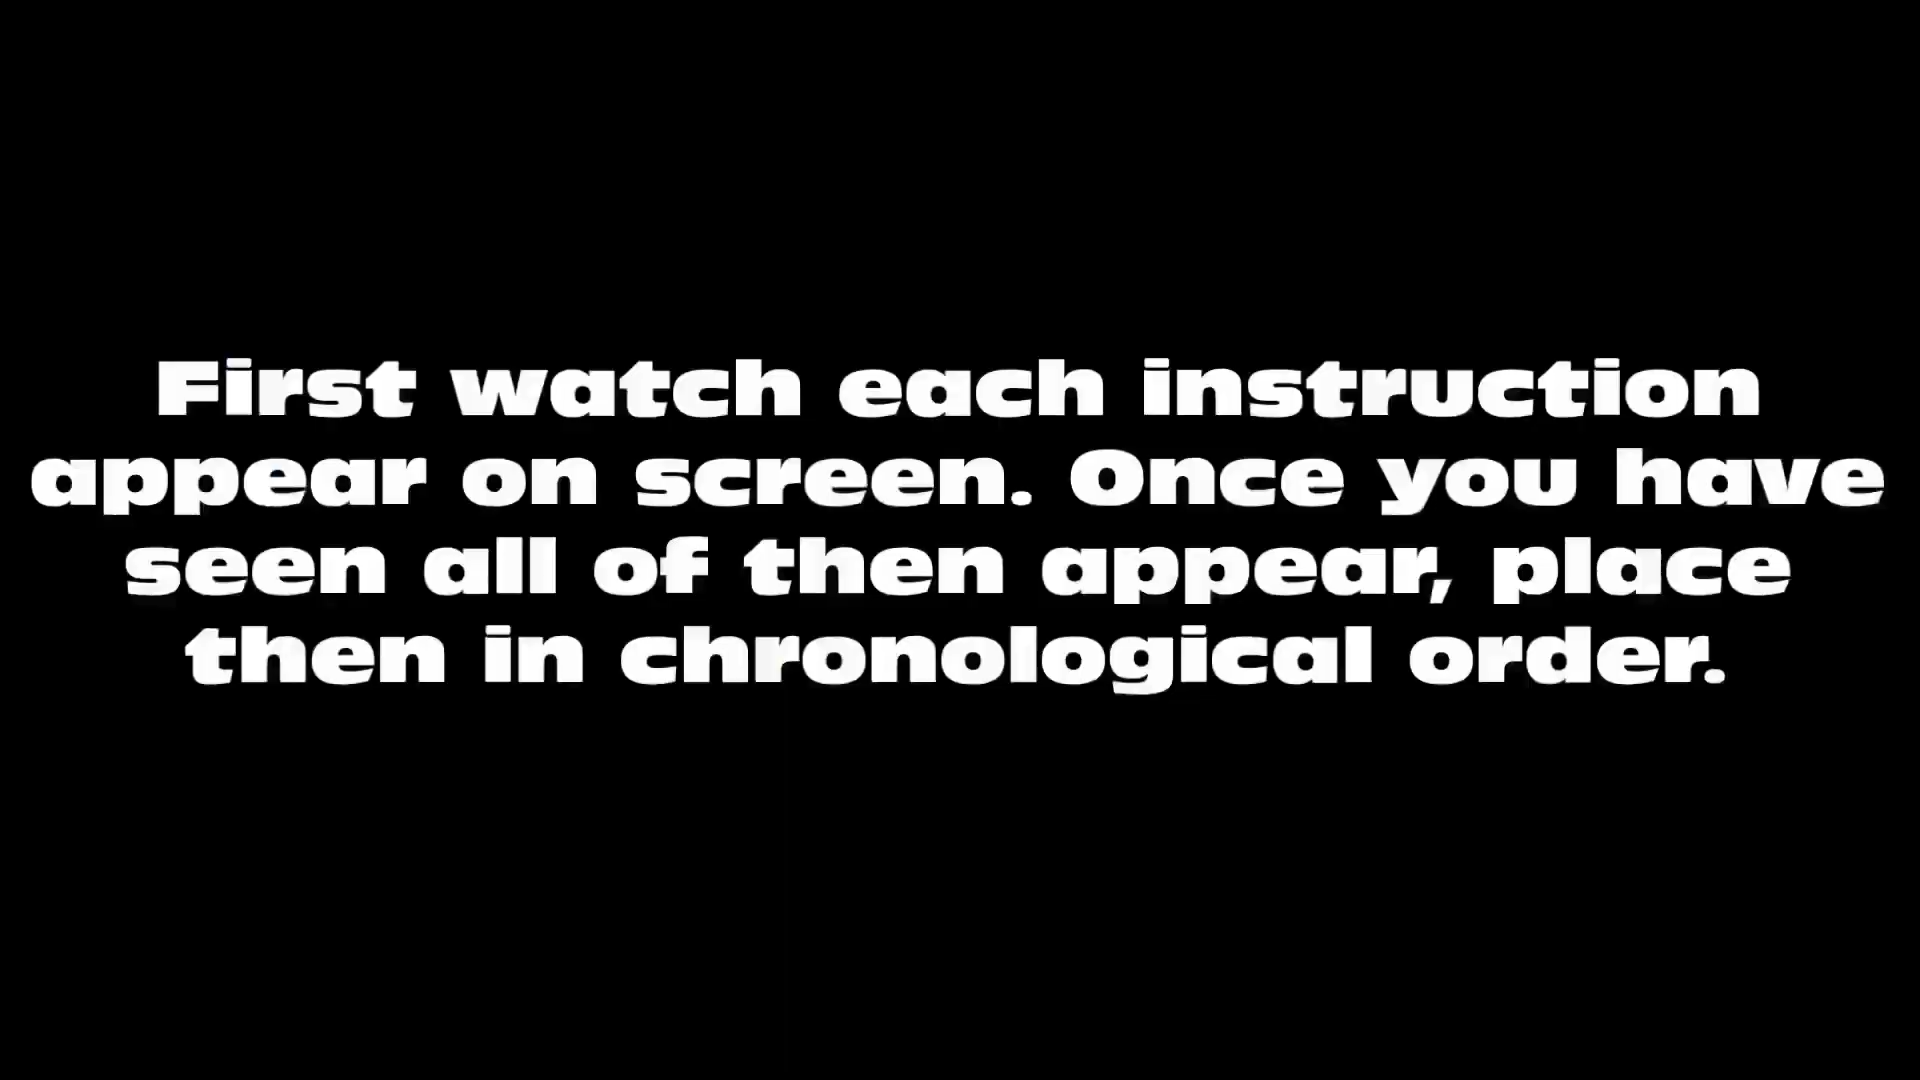 First watch each instruction
appear on screen. Once you have
seen all of then appear, place
then in chronological order.